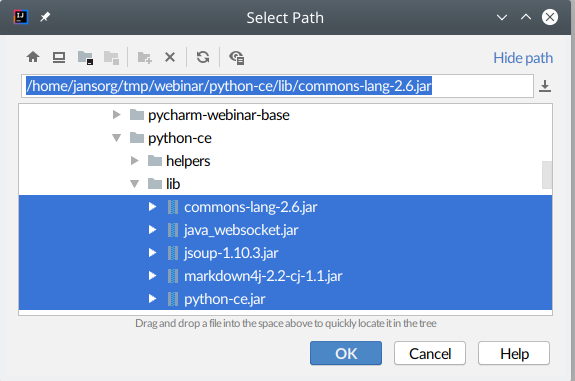 Select Path
Hide path
/home/jansorg/tmp/webinar/python-ce/lib/commons-lang-2.6.jar
pycharm-webinar-base
python-ce
helpers
lib
commons-lang-2.6.jar
java_websocket.jar
jsoup-1.10.3.jar
markdown4j-2.2-cj-1.1.jar
python-ce.jar
Drag and drop a file into the space above to quickly locate it in the tree
OK Cancel Help